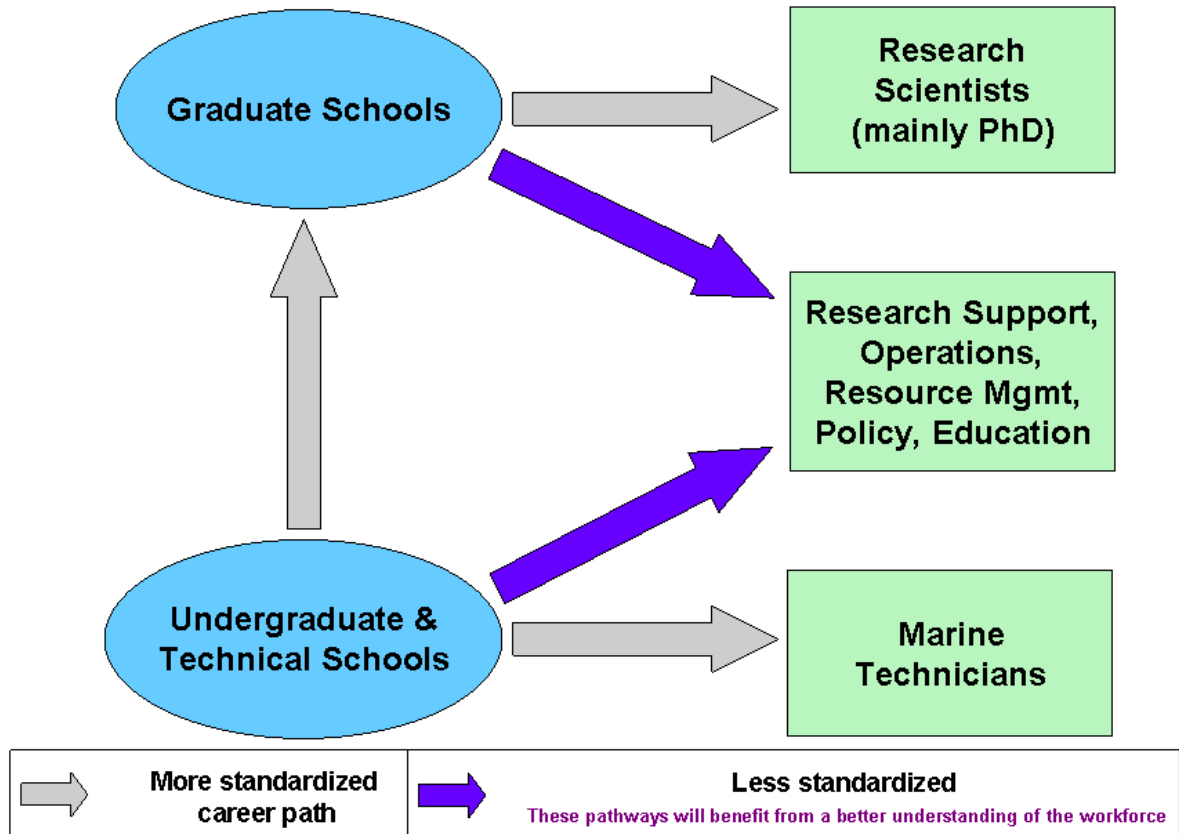 Graduate Schools
Research
Scientists
(mainly PhD)
Research Support,
Operations,
Resource Mgmt,
Policy, Education
Undergraduate &
Technical Schools
Marine
Technicians
More standardized
career path
Less standardized
These pathways will benefit from a better understanding of the workforce